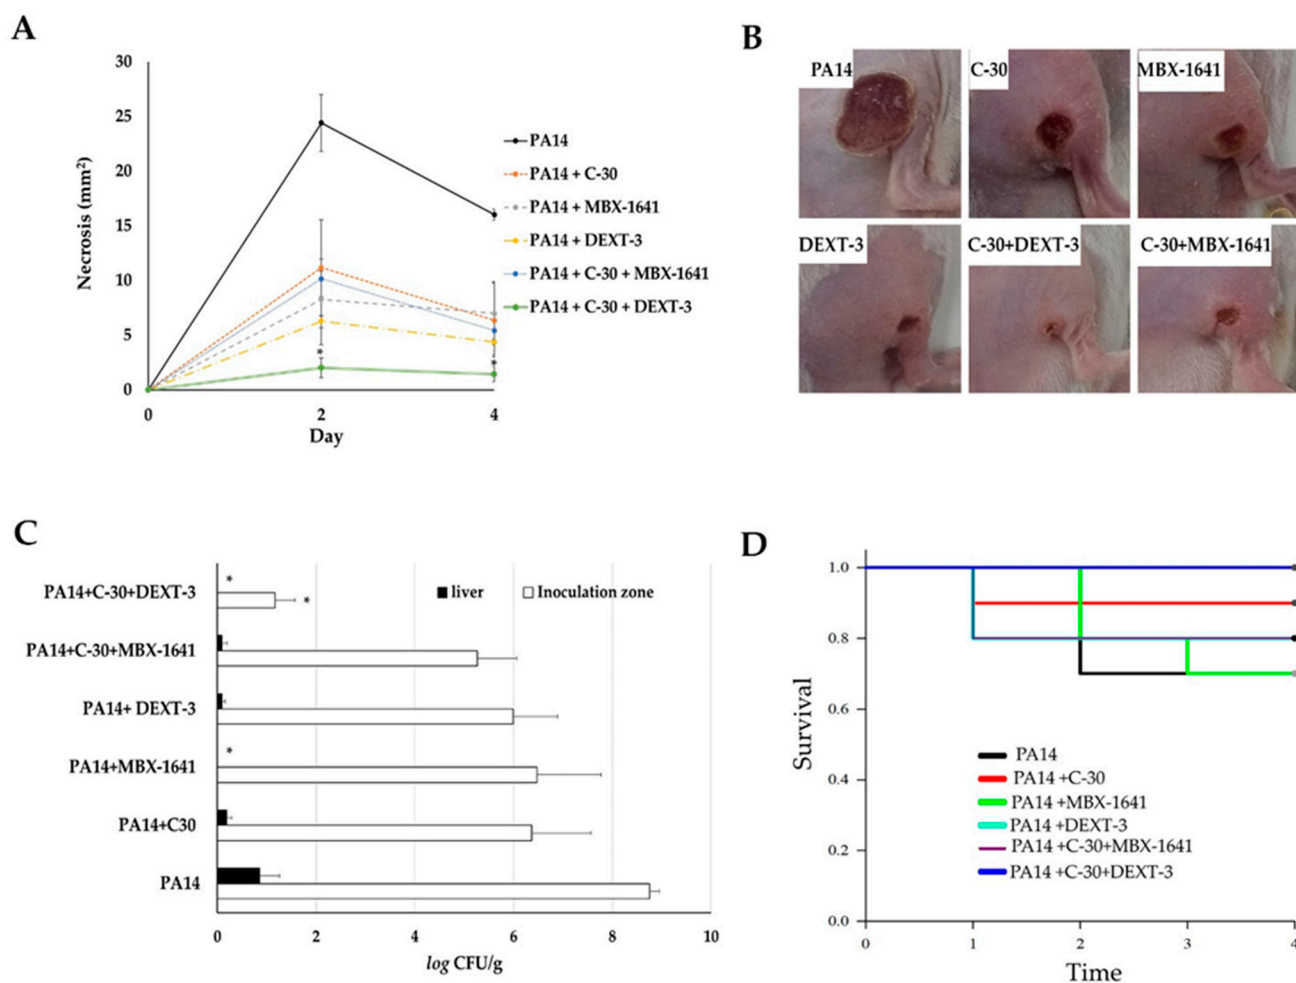 A
30
25
20
15
10
5
0
Necrosis (mm²)
0 2 4
Day
PA14
PA14 + C-30
PA14 + MBX-1641
PA14 + DEXT-3
PA14 + C-30 + MBX-1641
PA14 + C-30 + DEXT-3
*
*
B
PA14 C-30 MBX-1641
DEXT-3 C-30+DEXT-3 C-30+MBX-1641
C
liver Inoculation zone
PA14+C-30+DEXT-3
*
*
PA14+C-30+MBX-1641
PA14+ DEXT-3
PA14+MBX-1641
*
PA14+C30
PA14
0 2 4 6 8 10
log CFU/g
D
1.0
0.8
0.6
0.4
0.2
0.0
Survival
PA14
PA14 +C-30
PA14 +MBX-1641
PA14 +DEXT-3
PA14 +C-30+MBX-1641
PA14 +C-30+DEXT-3
0 1 2 3 4
Time